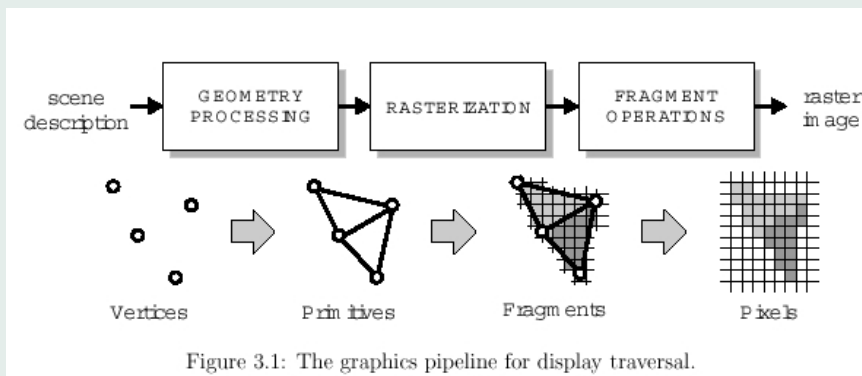 scene
description
GEOMETRY
PROCESSING
RASTERIZATION
FRAGMENT
OPERATIONS
raster
image
Vertices
Primitives
Fragments
Pixels
Figure 3.1: The graphics pipeline for display traversal.